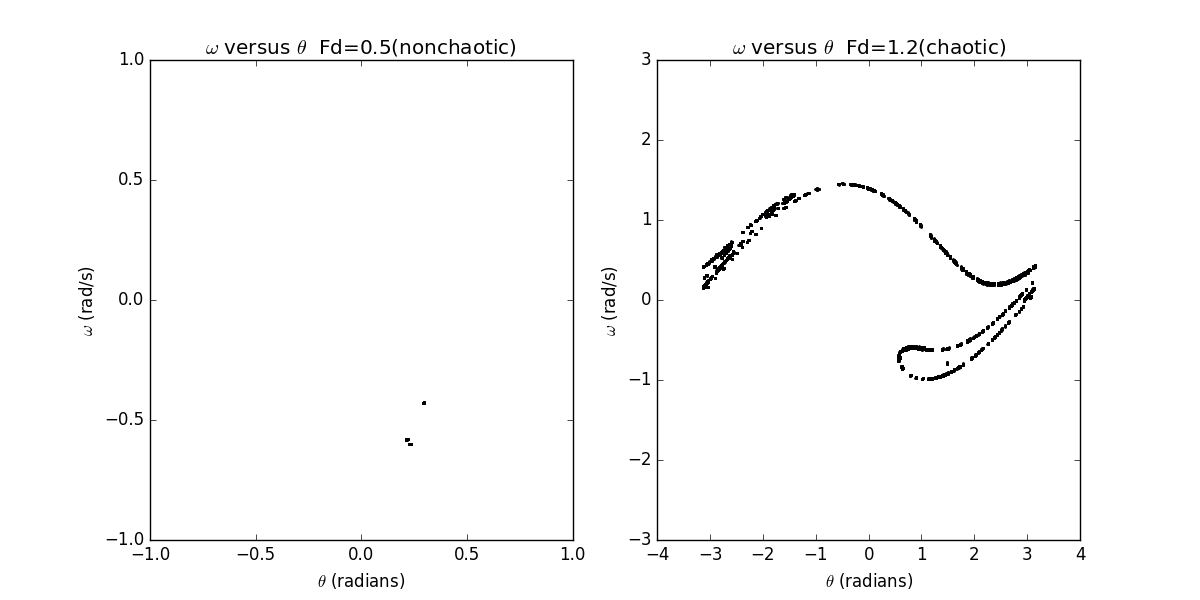 ω versus θ  Fd=0.5(nonchaotic)
1.0
0.5
0.0
−0.5
−1.0
ω (rad/s)
−1.0 −0.5 0.0 0.5 1.0
θ (radians)
ω versus θ  Fd=1.2(chaotic)
3
2
1
0
−1
−2
−3
ω (rad/s)
−4 −3 −2 −1 0 1 2 3 4
θ (radians)